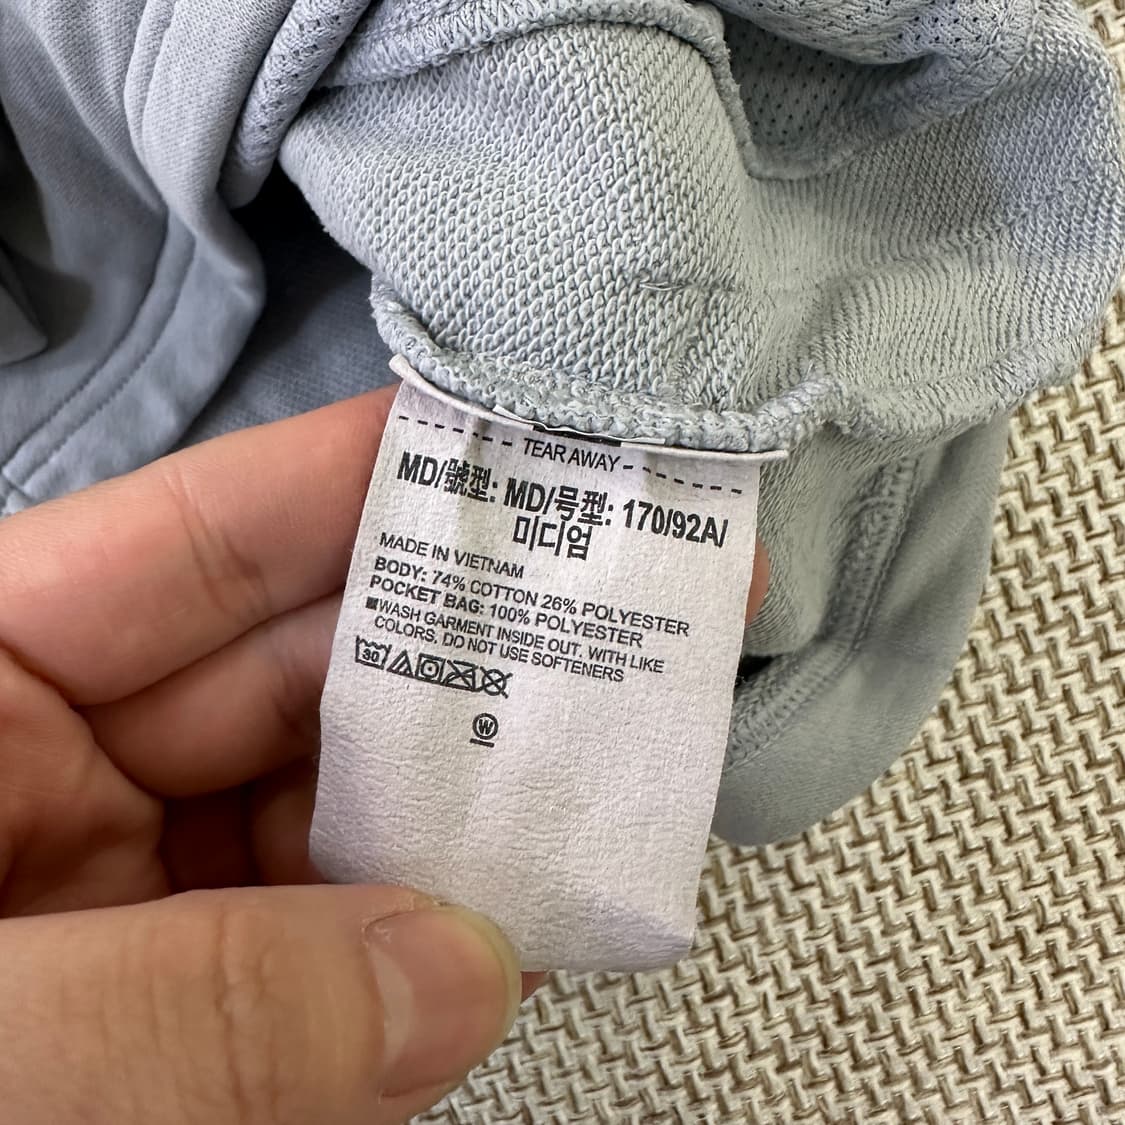 TEAR AWAY
MD/號型: MD/号型: 170/92A/
미디엄
MADE IN VIETNAM
BODY: 74% COTTON 26% POLYESTER
POCKET BAG: 100% POLYESTER
WASH GARMENT INSIDE OUT. WITH LIKE
COLORS. DO NOT USE SOFTENERS
30
W